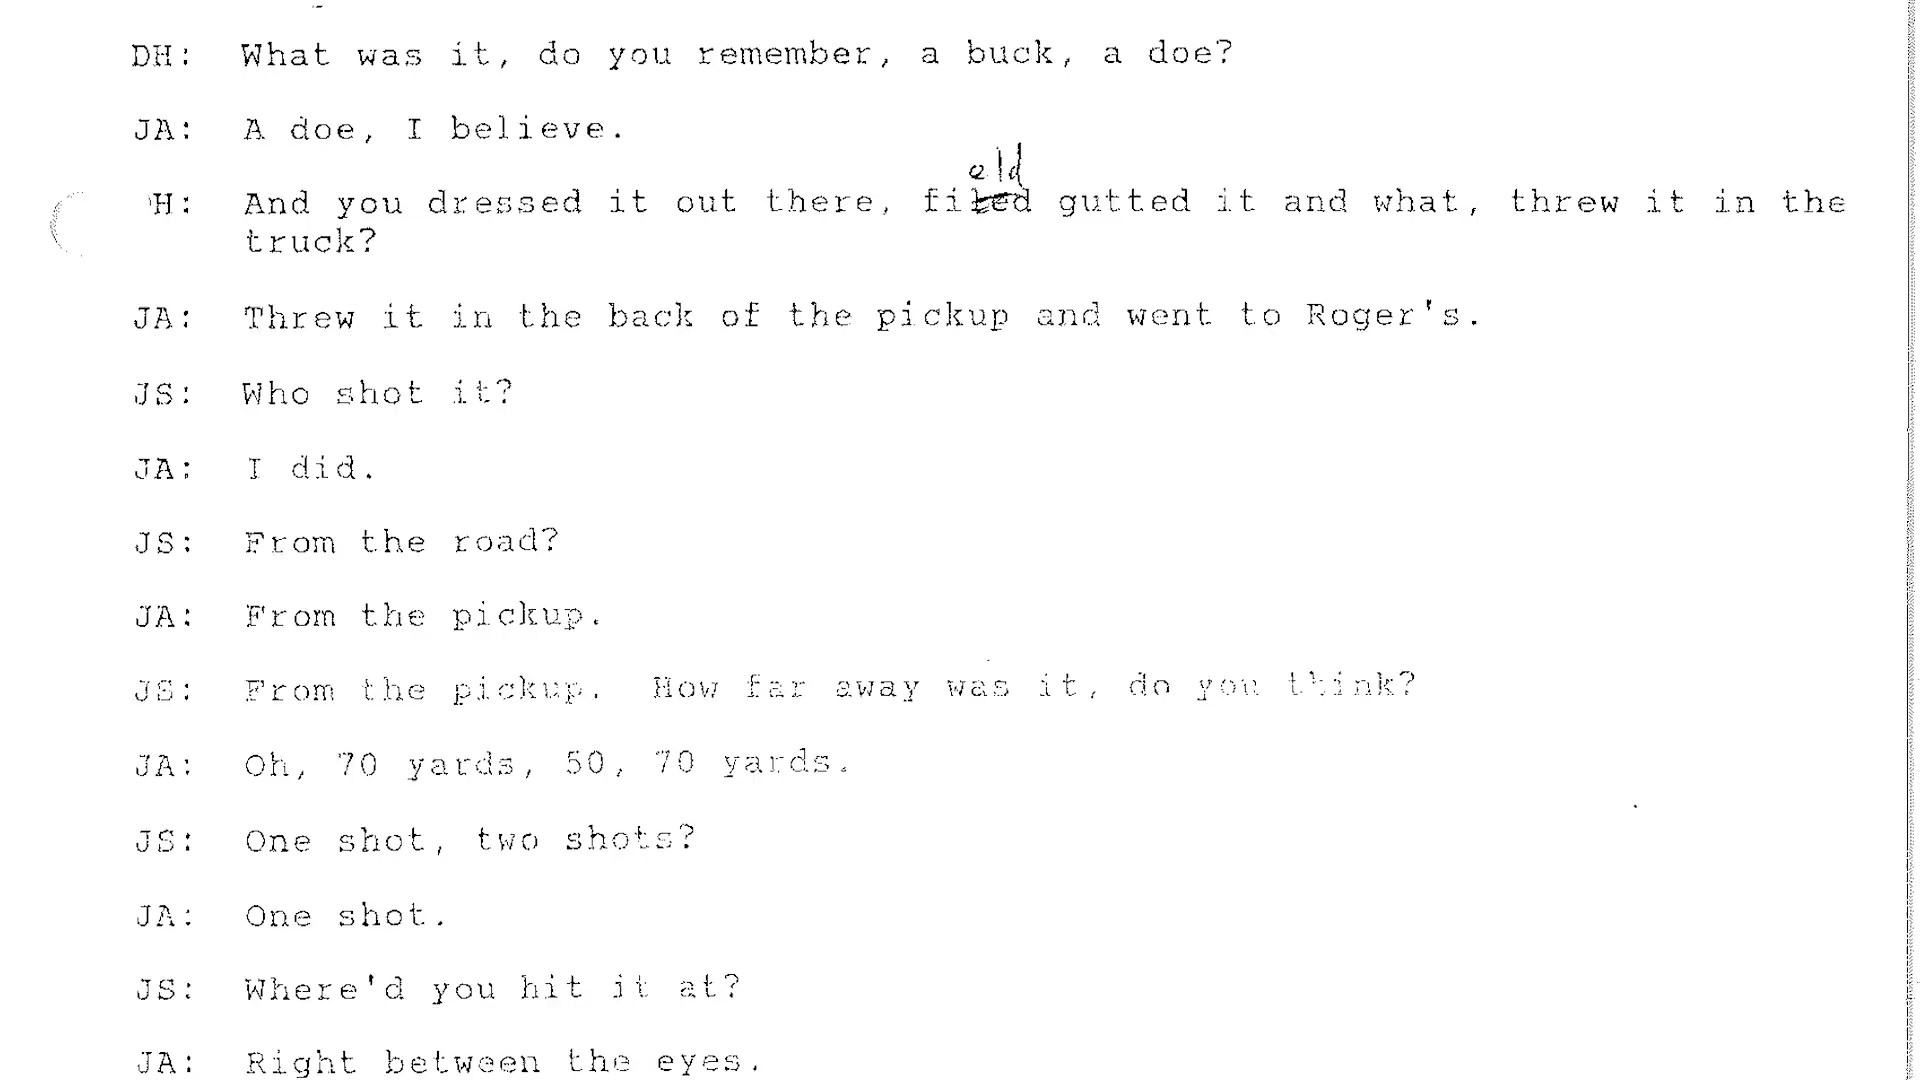 DH: What was it, do you remember, a buck, a doe?
JA: A doe, I believe.
eld
H: And you dressed it out there, filed gutted it and what, threw it in the
truck?
JA: Threw it in the back of the pickup and went to Roger's.
JS: Who shot it?
JA: I did.
JS: From the road?
JA: From the pickup.
JS: From the pickup. How far away was it, do you think?
JA: Oh, 70 yards, 50, 70 yards.
JS: One shot, two shots?
JA: One shot.
JS: Where'd you hit it at?
JA: Right between the eyes.